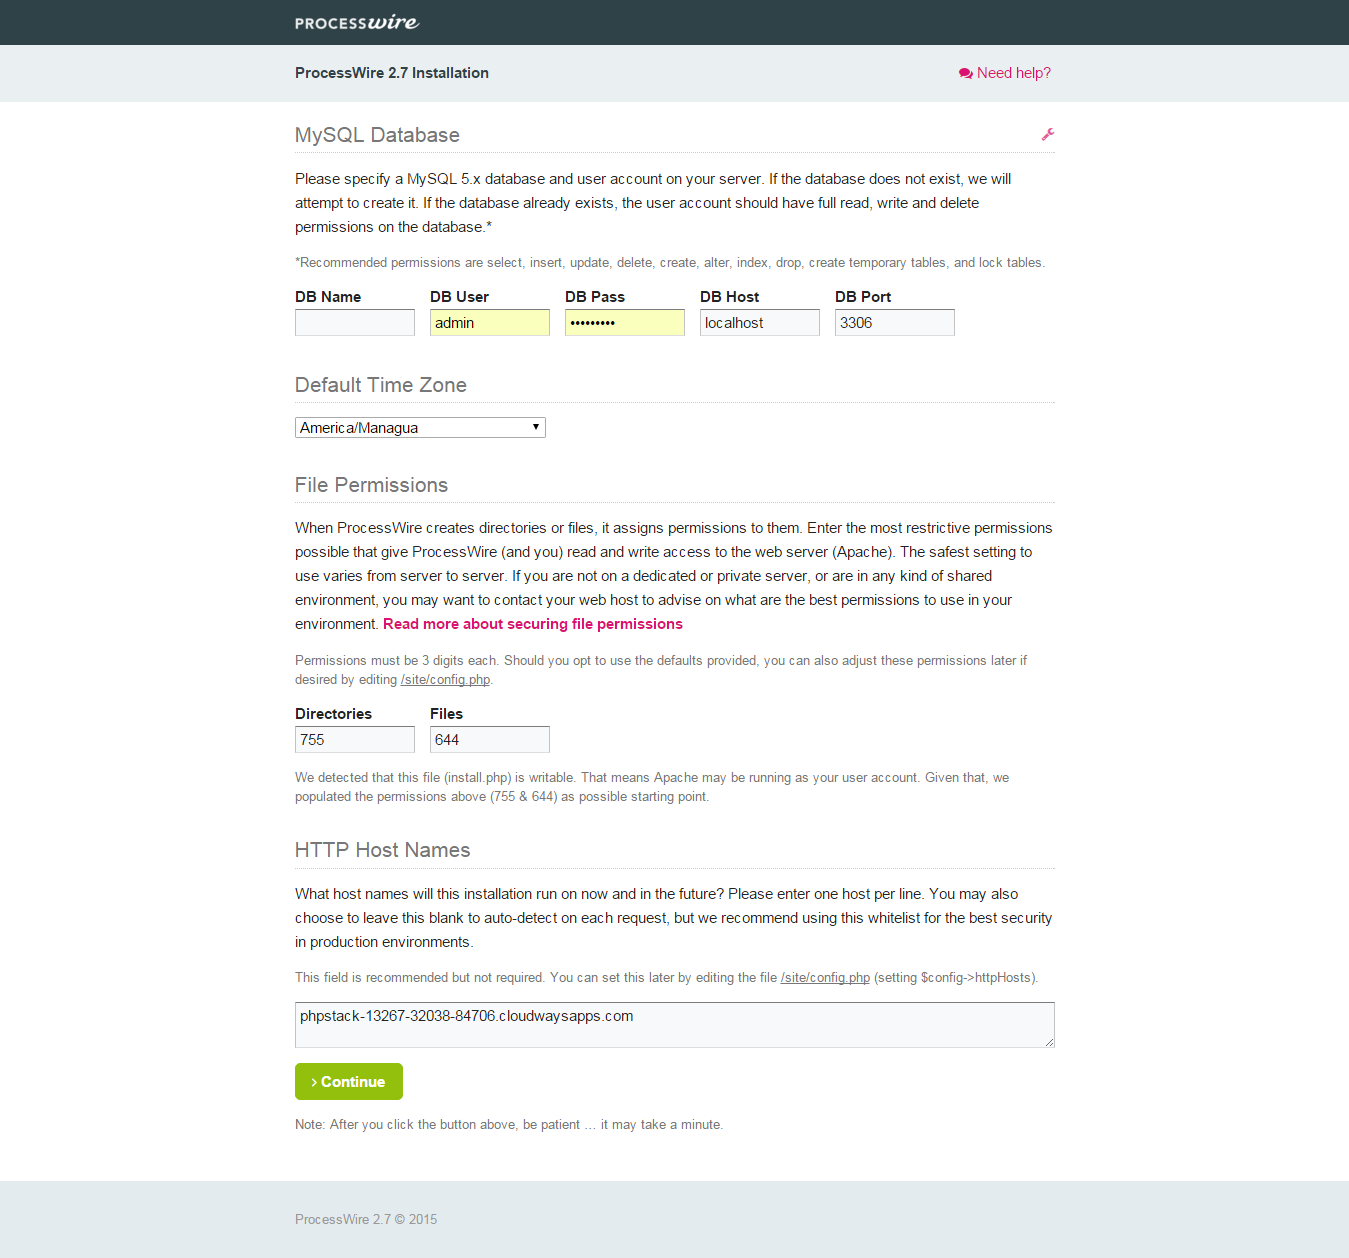 PROCESSwire
ProcessWire 2.7 Installation
Need help?
MySQL Database
Please specify a MySQL 5.x database and user account on your server. If the database does not exist, we will
attempt to create it. If the database already exists, the user account should have full read, write and delete
permissions on the database.*
*Recommended permissions are select, insert, update, delete, create, alter, index, drop, create temporary tables, and lock tables.
DB Name DB User DB Pass DB Host DB Port
admin ••••••••• localhost 3306
Default Time Zone
America/Managua
File Permissions
When ProcessWire creates directories or files, it assigns permissions to them. Enter the most restrictive permissions
possible that give ProcessWire (and you) read and write access to the web server (Apache). The safest setting to
use varies from server to server. If you are not on a dedicated or private server, or are in any kind of shared
environment, you may want to contact your web host to advise on what are the best permissions to use in your
environment. Read more about securing file permissions
Permissions must be 3 digits each. Should you opt to use the defaults provided, you can also adjust these permissions later if
desired by editing /site/config.php.
Directories Files
755 644
We detected that this file (install.php) is writable. That means Apache may be running as your user account. Given that, we
populated the permissions above (755 & 644) as possible starting point.
HTTP Host Names
What host names will this installation run on now and in the future? Please enter one host per line. You may also
choose to leave this blank to auto-detect on each request, but we recommend using this whitelist for the best security
in production environments.
This field is recommended but not required. You can set this later by editing the file /site/config.php (setting $config->httpHosts).
phpstack-13267-32038-84706.cloudwaysapps.com
› Continue
Note: After you click the button above, be patient ... it may take a minute.
ProcessWire 2.7 © 2015